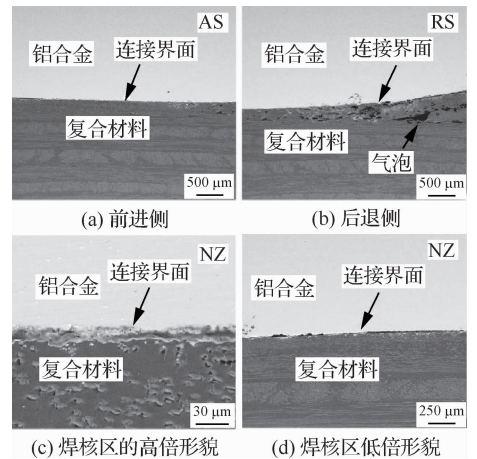 AS
铝合金
连接界面
复合材料
500 μm
(a) 前进侧
RS
铝合金
连接界面
复合材料
气泡
500 μm
(b) 后退侧
NZ
铝合金
连接界面
复合材料
30 μm
(c) 焊核区的高倍形貌
NZ
铝合金
连接界面
复合材料
250 μm
(d) 焊核区低倍形貌